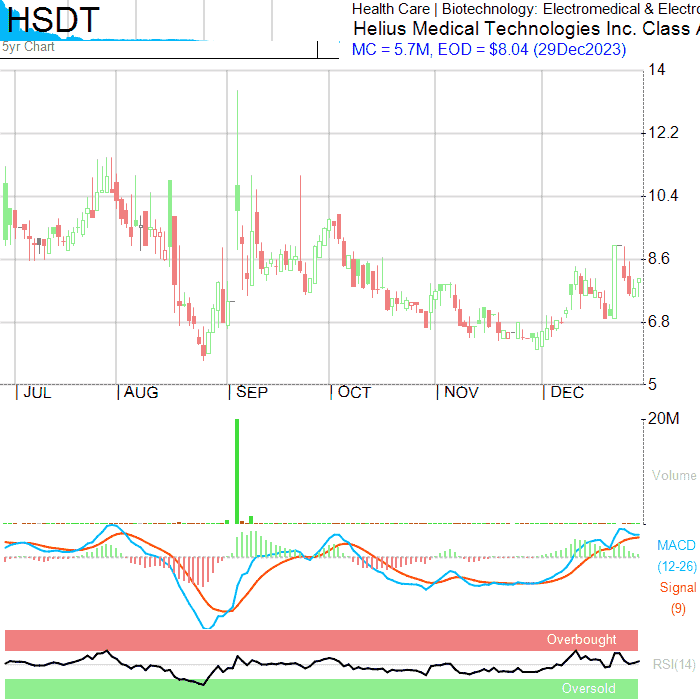 HSDT
5yr Chart
Health Care | Biotechnology: Electromedical & Electro
Helius Medical Technologies Inc. Class A
MC = 5.7M, EOD = $8.04 (29Dec2023)
14
12.2
10.4
8.6
6.8
5
| JUL | AUG | SEP | OCT | NOV | DEC
20M
Volume
MACD
(12-26)
Signal
(9)
Overbought
RSI(14)
Oversold